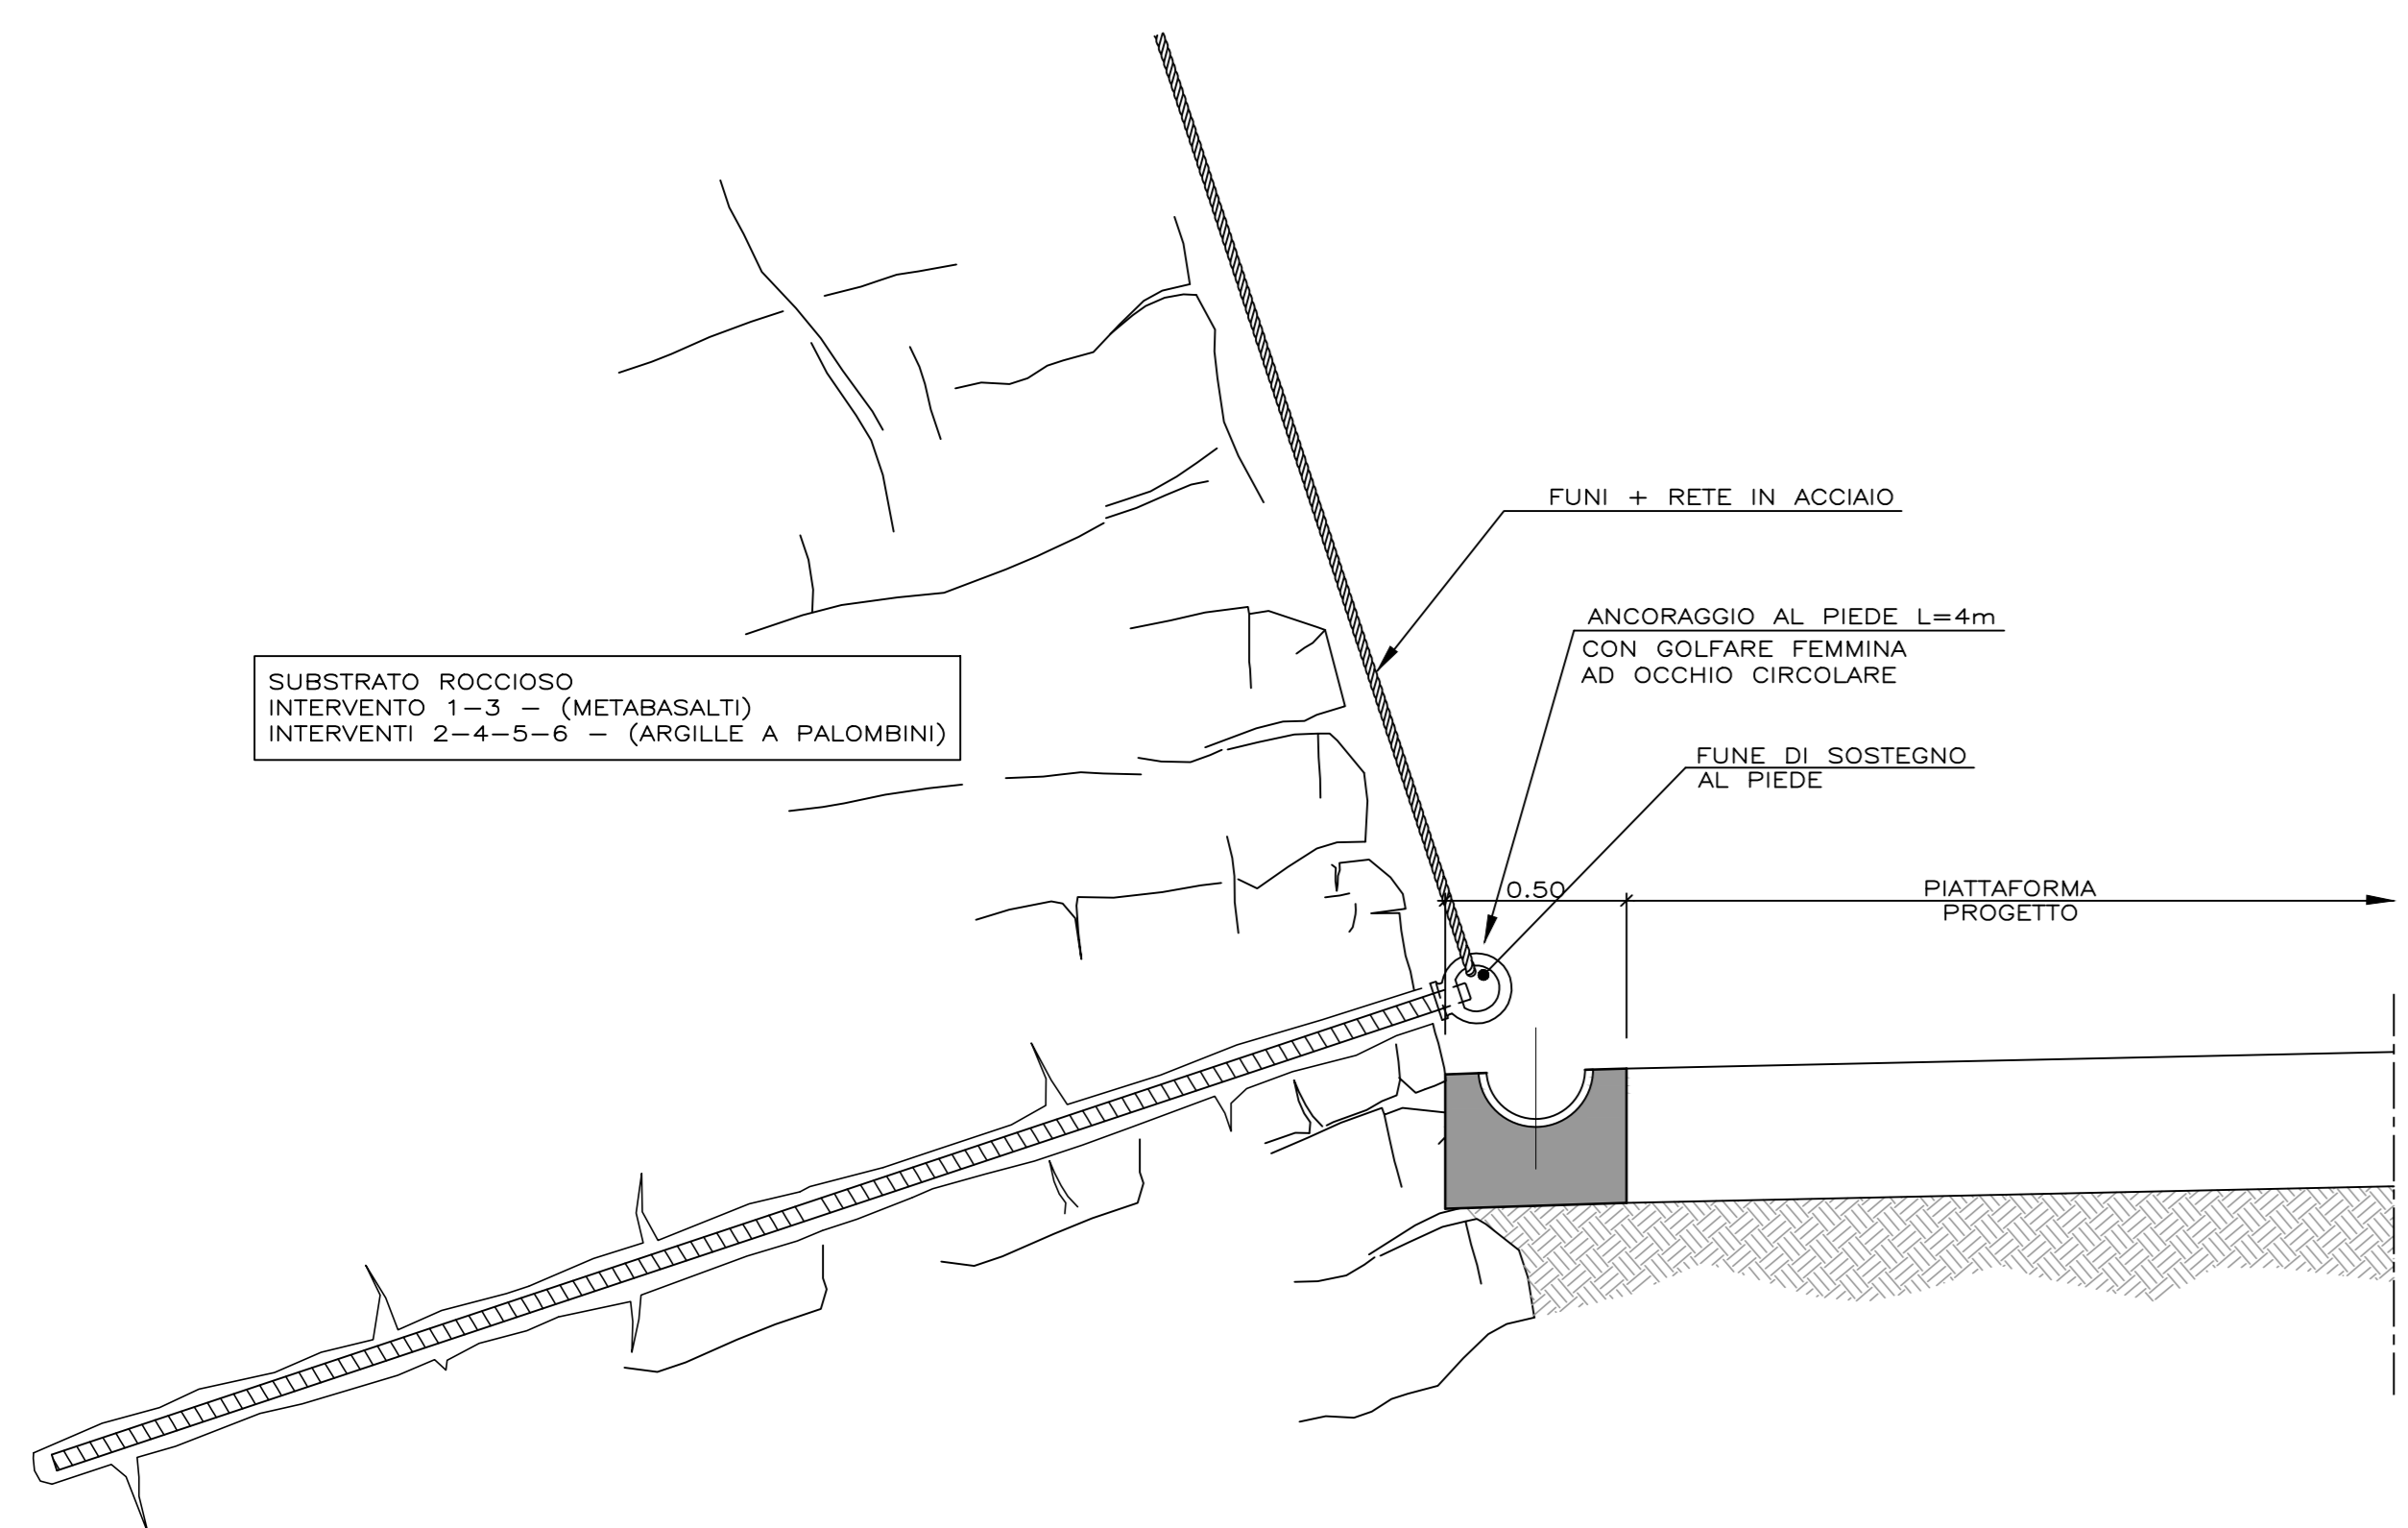 FUNI + RETE IN ACCIAIO
ANCORAGGIO AL PIEDE L=4m
CON GOLFARE FEMMINA
AD OCCHIO CIRCOLARE
SUBSTRATO ROCCIOSO
INTERVENTO 1-3 - (METABASALTI)
INTERVENTI 2-4-5-6 - (ARGILLE A PALOMBINI)
FUNE DI SOSTEGNO
AL PIEDE
0.50
PIATTAFORMA
PROGETTO